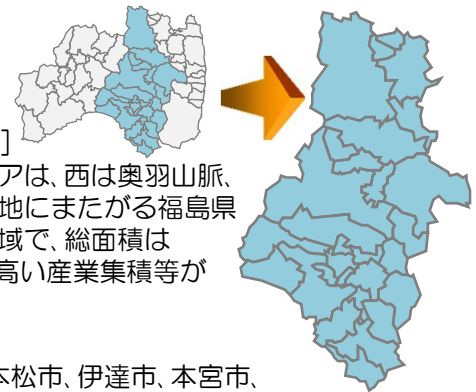 ]
アは、西は奥羽山脈、
地にまたがる福島県
域で、総面積は
高い産業集積等が
本松市、伊達市、本宮市、